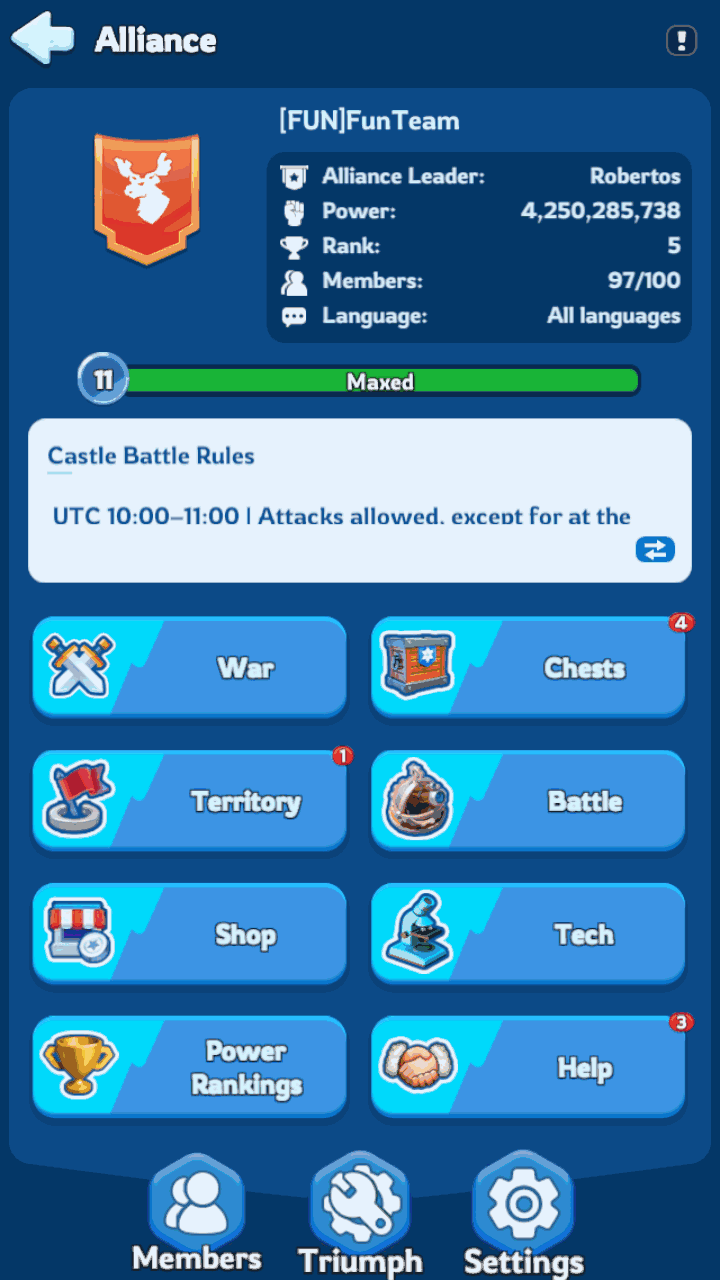 Alliance
[FUN]FunTeam
Alliance Leader: Robertos
Power: 4,250,285,738
Rank: 5
Members: 97/100
Language: All languages
11 Maxed
Castle Battle Rules
UTC 10:00–11:00 | Attacks allowed, except for at the
War
Chests 4
Territory 1
Battle
Shop
Tech
Power
Rankings
Help 3
Members
Triumph
Settings